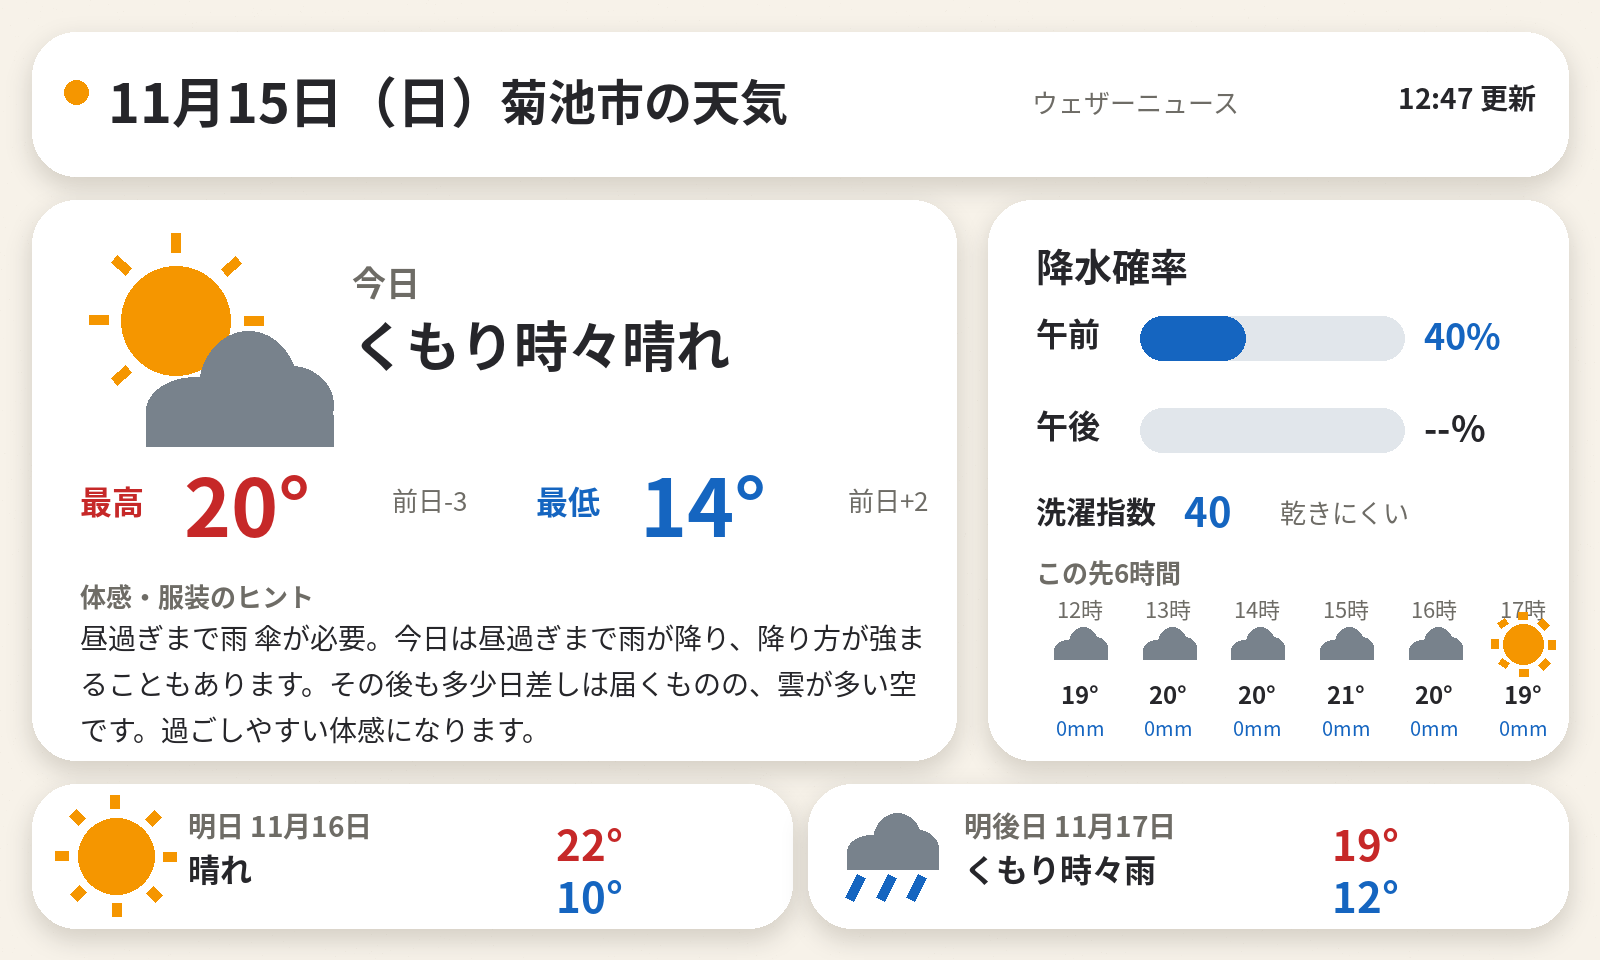 11月15日（日）菊池市の天気
ウェザーニュース
12:47 更新
今日
くもり時々晴れ
最高 20° 前日-3 最低 14° 前日+2
体感・服装のヒント
昼過ぎまで雨 傘が必要。今日は昼過ぎまで雨が降り、降り方が強ま
ることもあります。その後も多少日差しは届くものの、雲が多い空
です。過ごしやすい体感になります。
降水確率
午前 40%
午後 --%
洗濯指数 40 乾きにくい
この先6時間
12時 13時 14時 15時 16時 17時
19° 20° 20° 21° 20° 19°
0mm 0mm 0mm 0mm 0mm 0mm
明日 11月16日
晴れ
22°
10°
明後日 11月17日
くもり時々雨
19°
12°